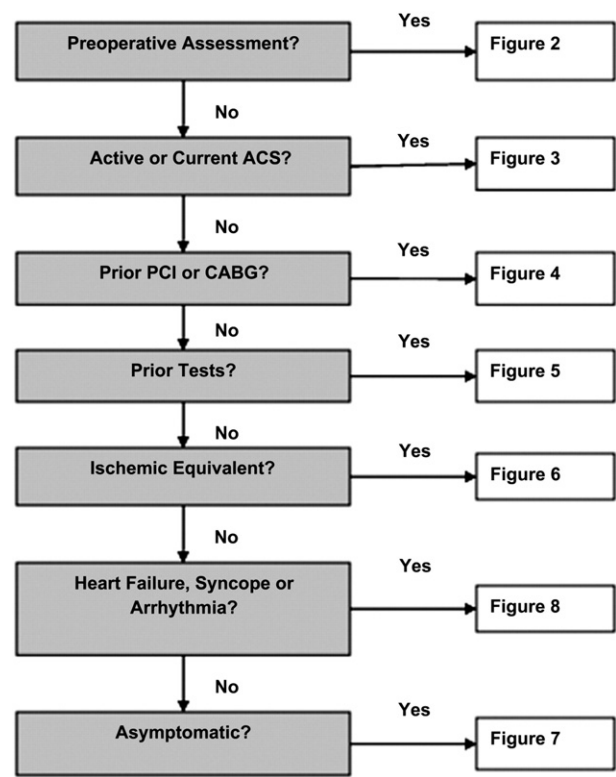 Preoperative Assessment?
Yes
Figure 2
No
Active or Current ACS?
Yes
Figure 3
No
Prior PCI or CABG?
Yes
Figure 4
No
Prior Tests?
Yes
Figure 5
No
Ischemic Equivalent?
Yes
Figure 6
No
Heart Failure, Syncope or
Arrhythmia?
Yes
Figure 8
No
Asymptomatic?
Yes
Figure 7